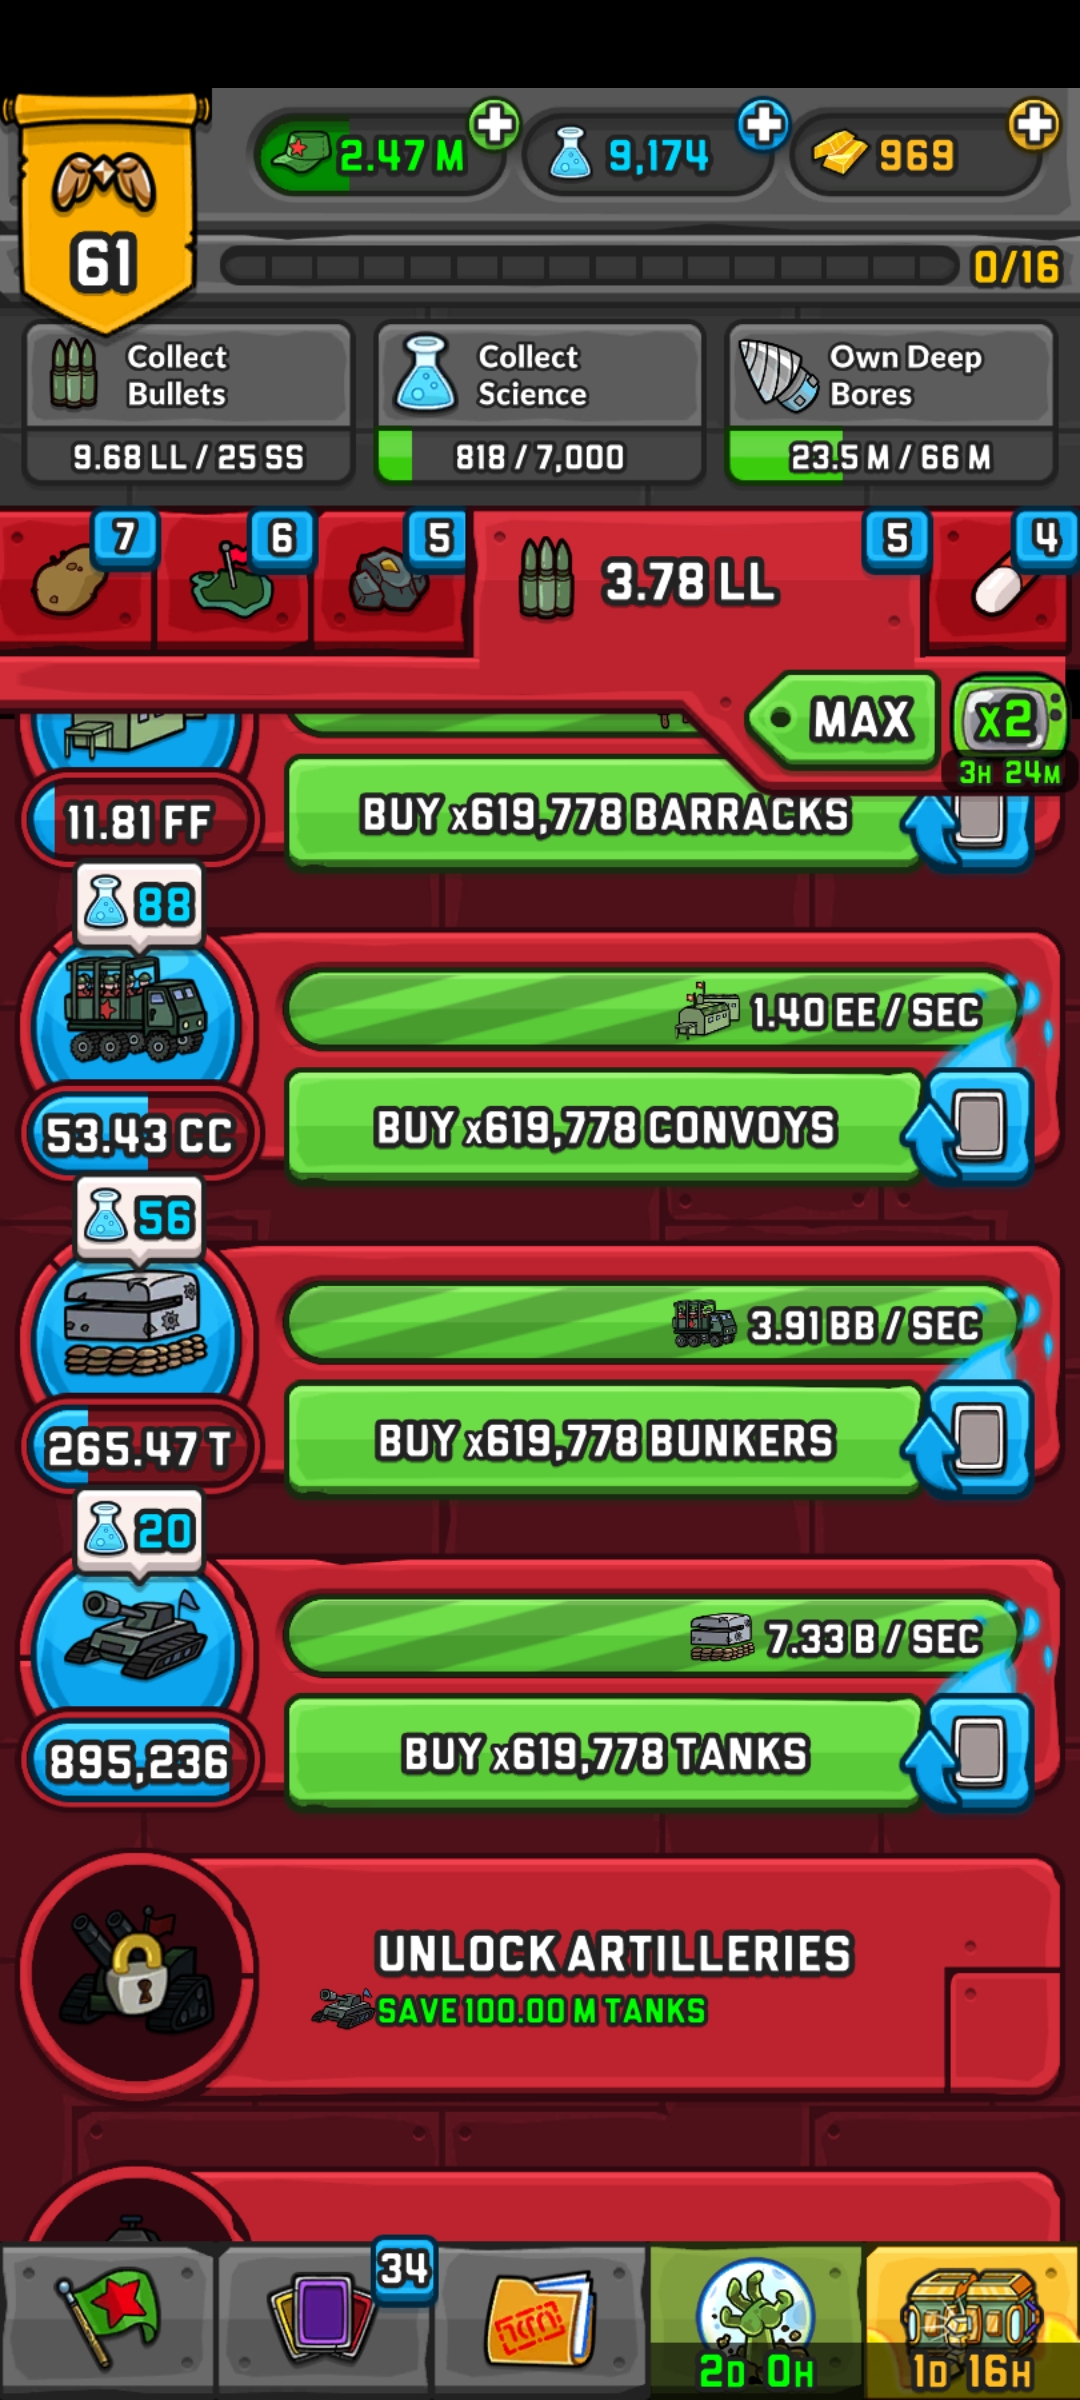 61
2.47 M
9,174
969
0/16
Collect
Bullets
9.68 LL / 25 SS
Collect
Science
818 / 7,000
Own Deep
Bores
23.5 M / 66 M
7
6
5
3.78 LL
5
4
MAX
x2
3H 24M
11.81 FF
BUY x619,778 BARRACKS
88
1.40 EE / SEC
53.43 CC
BUY x619,778 CONVOYS
56
3.91 BB / SEC
265.47 T
BUY x619,778 BUNKERS
20
7.33 B / SEC
895,236
BUY x619,778 TANKS
UNLOCK ARTILLERIES
SAVE 100.00 M TANKS
34
2D 0H
1D 16H